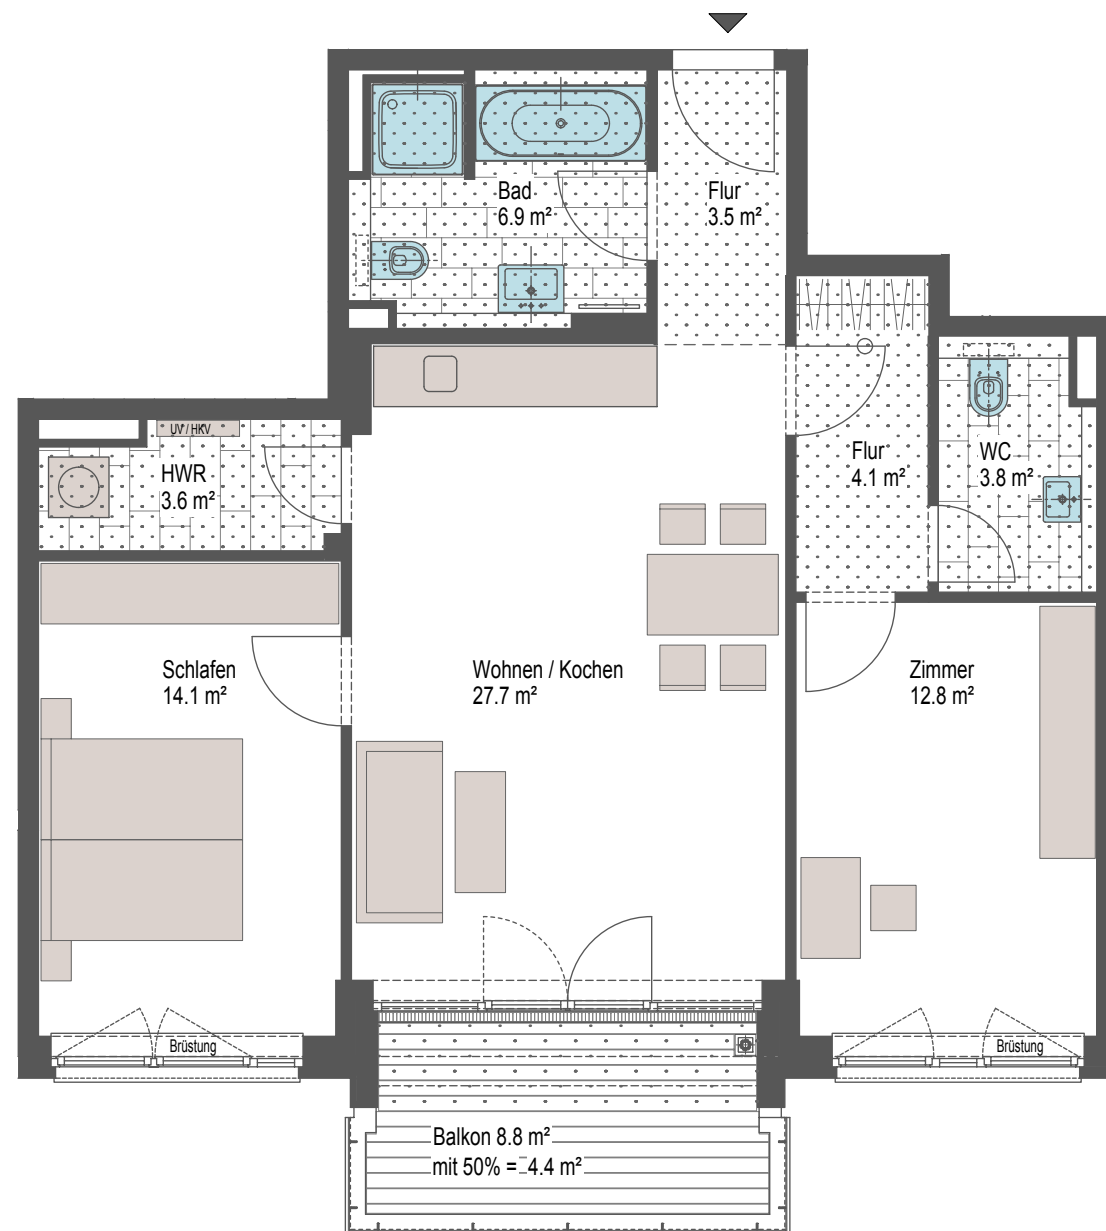 Bad
6.9 m²
Flur
3.5 m²
UV / HKV
HWR
3.6 m²
Flur
4.1 m²
WC
3.8 m²
Schlafen
14.1 m²
Wohnen / Kochen
27.7 m²
Zimmer
12.8 m²
Brüstung
Brüstung
Balkon 8.8 m²
mit 50% = 4.4 m²